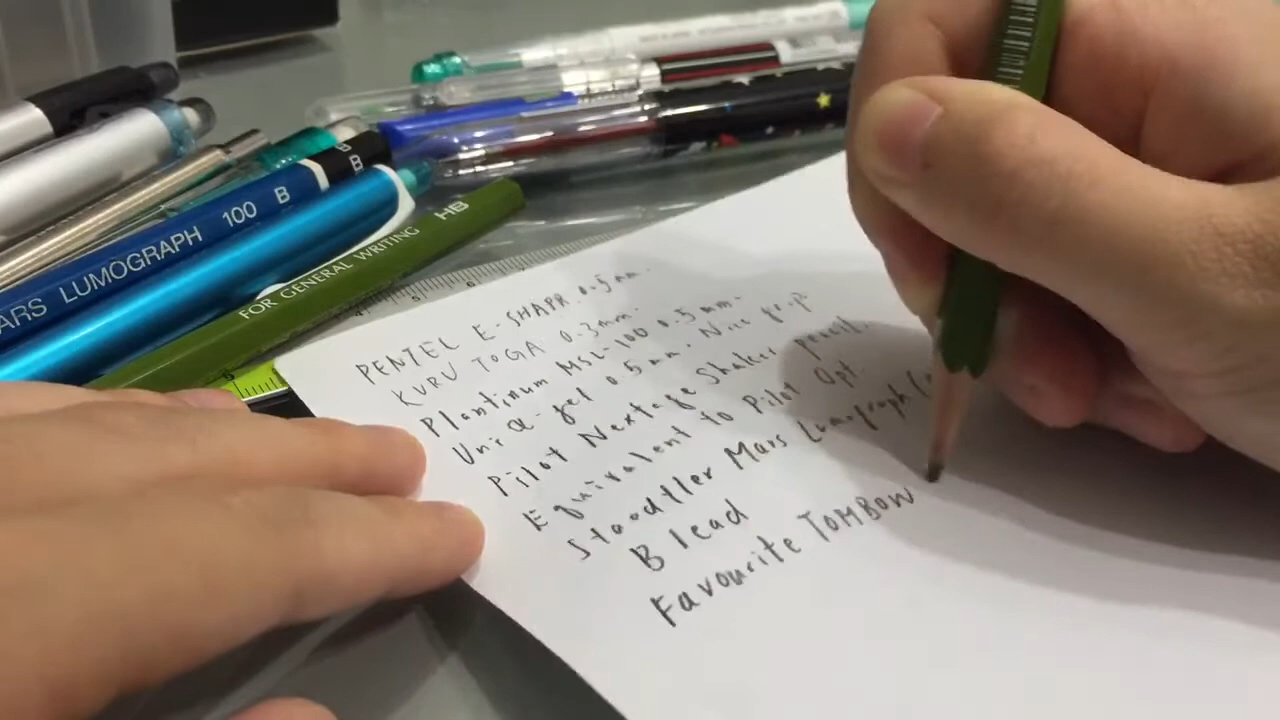 ARS LUMOGRAPH 100 B
B
FOR GENERAL WRITING HB
PENTEL E-SHARP. 0.5mm.
KURU TOGA 0.3mm.
Plantinum MSL-100 0.5mm.
Uni α-gel 0.5mm. Nice grip
Pilot Nextage Shaker pencil.
Equivalent to Pilot Opt.
Staedtler Mars Lumograph (
B lead
Favourite TOMBOW